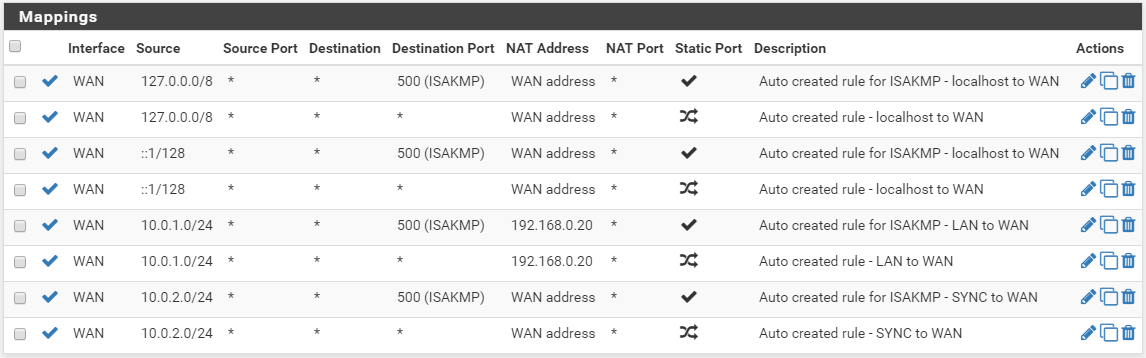 Mappings
Interface Source Source Port Destination Destination Port NAT Address NAT Port Static Port Description Actions
WAN 127.0.0.0/8 * * 500 (ISAKMP) WAN address * Auto created rule for ISAKMP - localhost to WAN
WAN 127.0.0.0/8 * * * WAN address * Auto created rule - localhost to WAN
WAN ::1/128 * * 500 (ISAKMP) WAN address * Auto created rule for ISAKMP - localhost to WAN
WAN ::1/128 * * * WAN address * Auto created rule - localhost to WAN
WAN 10.0.1.0/24 * * 500 (ISAKMP) 192.168.0.20 * Auto created rule for ISAKMP - LAN to WAN
WAN 10.0.1.0/24 * * * 192.168.0.20 * Auto created rule - LAN to WAN
WAN 10.0.2.0/24 * * 500 (ISAKMP) WAN address * Auto created rule for ISAKMP - SYNC to WAN
WAN 10.0.2.0/24 * * * WAN address * Auto created rule - SYNC to WAN